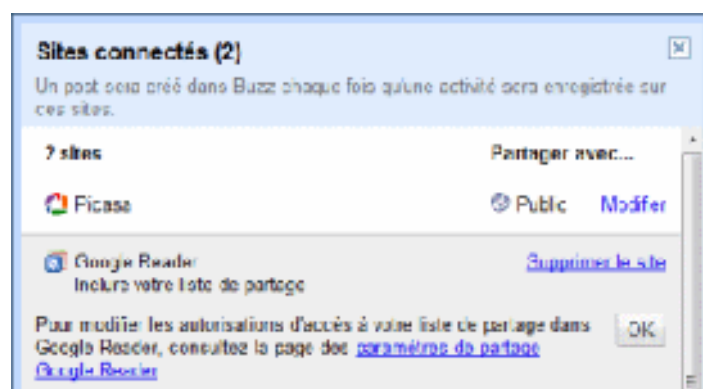 Sites connectés (2)
Un post sera créé dans Buzz chaque fois qu'une activité sera enregistrée sur
ces sites.
2 sites Partager avec...
Picasa Public Modifier
Google Reader Supprimer le site
Inclure votre liste de partage
Pour modifier les autorisations d'accès à votre liste de partage dans
Google Reader, consultez la page des paramètres de partage
Google Reader
OK